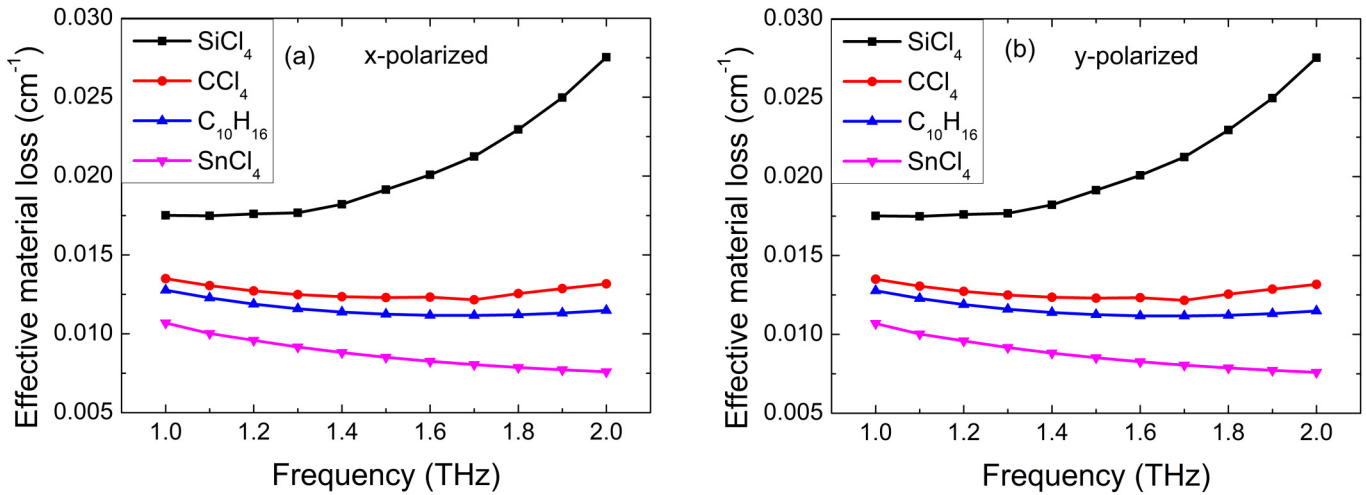 Effective material loss (cm⁻¹)
0.030
0.025
0.020
0.015
0.010
0.005
SiCl₄
CCl₄
C₁₀H₁₆
SnCl₄
(a)
x-polarized
1.0 1.2 1.4 1.6 1.8 2.0
Frequency (THz)
Effective material loss (cm⁻¹)
0.030
0.025
0.020
0.015
0.010
0.005
SiCl₄
CCl₄
C₁₀H₁₆
SnCl₄
(b)
y-polarized
1.0 1.2 1.4 1.6 1.8 2.0
Frequency (THz)